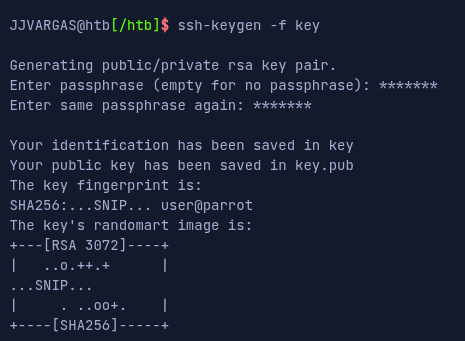 JJVARGAS@htb[/htb]$ ssh-keygen -f key
Generating public/private rsa key pair.
Enter passphrase (empty for no passphrase): *******
Enter same passphrase again: *******
Your identification has been saved in key
Your public key has been saved in key.pub
The key fingerprint is:
SHA256:...SNIP... user@parrot
The key's randomart image is:
+---[RSA 3072]----+
|   ..o.++.+      |
...SNIP...
|     . ..oo+.    |
+----[SHA256]-----+